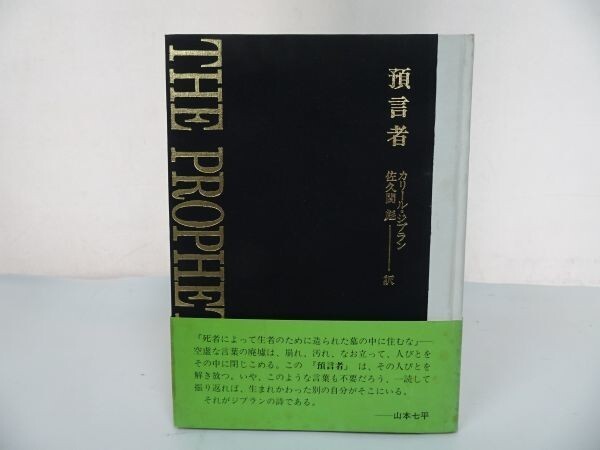 THE PROPHET
預言者
カリール・ジブラン
佐久間 彪――訳
「死者によって生者のために造られた墓の中に住むな」――
空虚な言葉の廃墟は、崩れ、汚れ、なお立って、人びとを
その中に閉じこめる。この『預言者』は、その人びとを
解き放つ。いや、このような言葉も不要だろう、一読して
振り返れば、生まれかわった別の自分がそこにいる。
それがジブランの詩である。
――山本七平